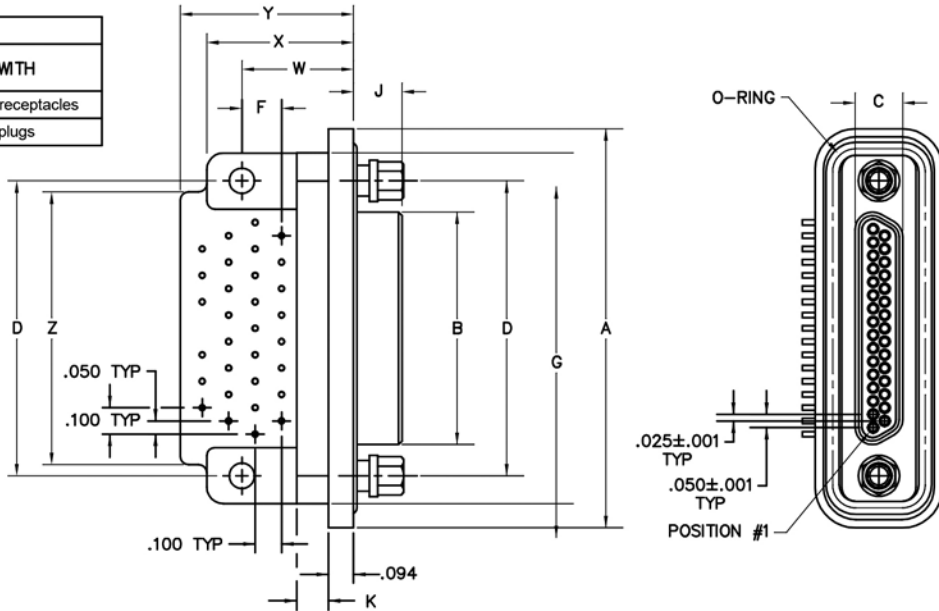 WITH
receptacles
plugs
Y
X
W
J
F
O-RING
C
D
Z
B
D
A
G
.050 TYP
.100 TYP
.025±.001
TYP
.050±.001
TYP
POSITION #1
.100 TYP
.094
K